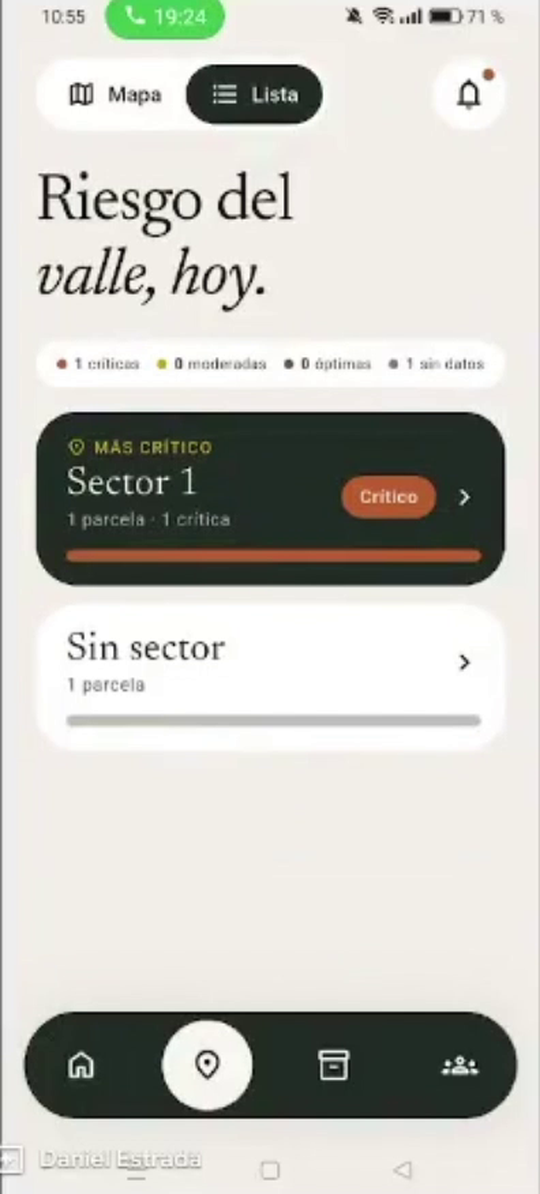 10:55 19:24 71 %
Mapa Lista
Riesgo del
valle, hoy.
1 críticas 0 moderadas 0 óptimas 1 sin datos
MÁS CRÍTICO
Sector 1
1 parcela · 1 crítica
Crítico
Sin sector
1 parcela
Daniel Estrada